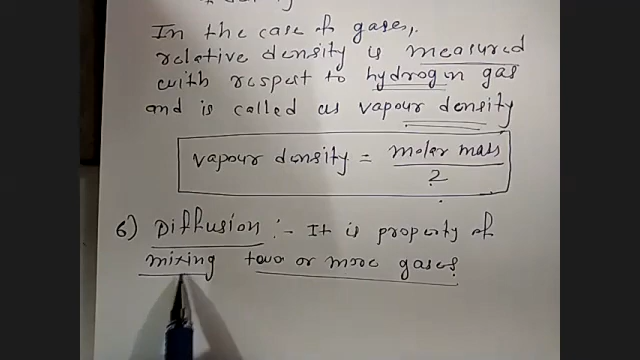 In the case of gases,
relative density is measured
with respect to hydrogen gas
and is called as vapour density
vapour density = molar mass / 2
6) Diffusion :- It is property of
mixing two or more gases.